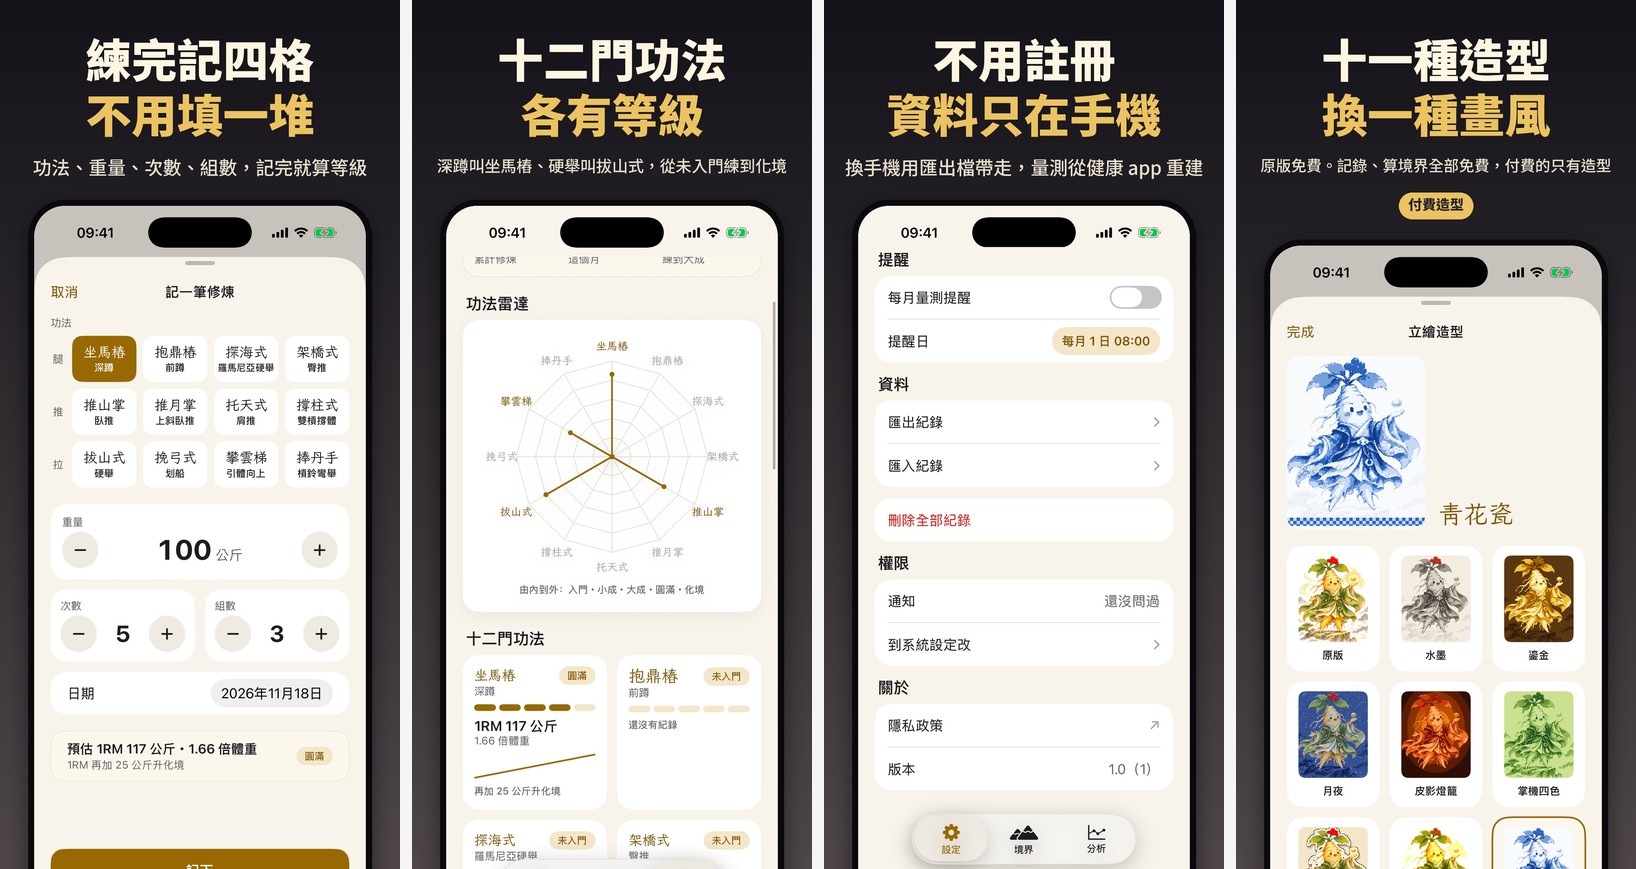 練完記四格
不用填一堆
功法、重量、次數、組數，記完就算等級
09:41
取消
記一筆修煉
功法
腿
坐馬樁
深蹲
抱鼎樁
前蹲
探海式
羅馬尼亞硬舉
架橋式
臀推
推
推山掌
臥推
推月掌
上斜臥推
托天式
肩推
撐柱式
雙槓撐體
拉
拔山式
硬舉
挽弓式
划船
攀雲梯
引體向上
捧丹手
槓鈴彎舉
重量
− 100 公斤 +
次數
− 5 +
組數
− 3 +
日期
2026年11月18日
預估 1RM 117 公斤・1.66 倍體重
1RM 再加 25 公斤升化境
圓滿
十二門功法
各有等級
深蹲叫坐馬樁、硬舉叫拔山式，從未入門練到化境
09:41
累計修煉
這個月
練到大成
功法雷達
坐馬樁
抱鼎樁
探海式
架橋式
推山掌
推月掌
托天式
撐柱式
拔山式
挽弓式
攀雲梯
捧丹手
由內到外：入門・小成・大成・圓滿・化境
十二門功法
坐馬樁
圓滿
深蹲
1RM 117 公斤
1.66 倍體重
再加 25 公斤升化境
抱鼎樁
未入門
前蹲
還沒有紀錄
探海式
未入門
羅馬尼亞硬舉
架橋式
未入門
臀推
不用註冊
資料只在手機
換手機用匯出檔帶走，量測從健康 app 重建
09:41
提醒
每月量測提醒
提醒日
每月 1 日 08:00
資料
匯出紀錄
匯入紀錄
刪除全部紀錄
權限
通知
還沒問過
到系統設定改
關於
隱私政策
版本
1.0（1）
設定
境界
分析
十一種造型
換一種畫風
原版免費。記錄、算境界全部免費，付費的只有造型
付費造型
09:41
完成
立繪造型
青花瓷
原版
水墨
鎏金
月夜
皮影燈籠
掌機四色